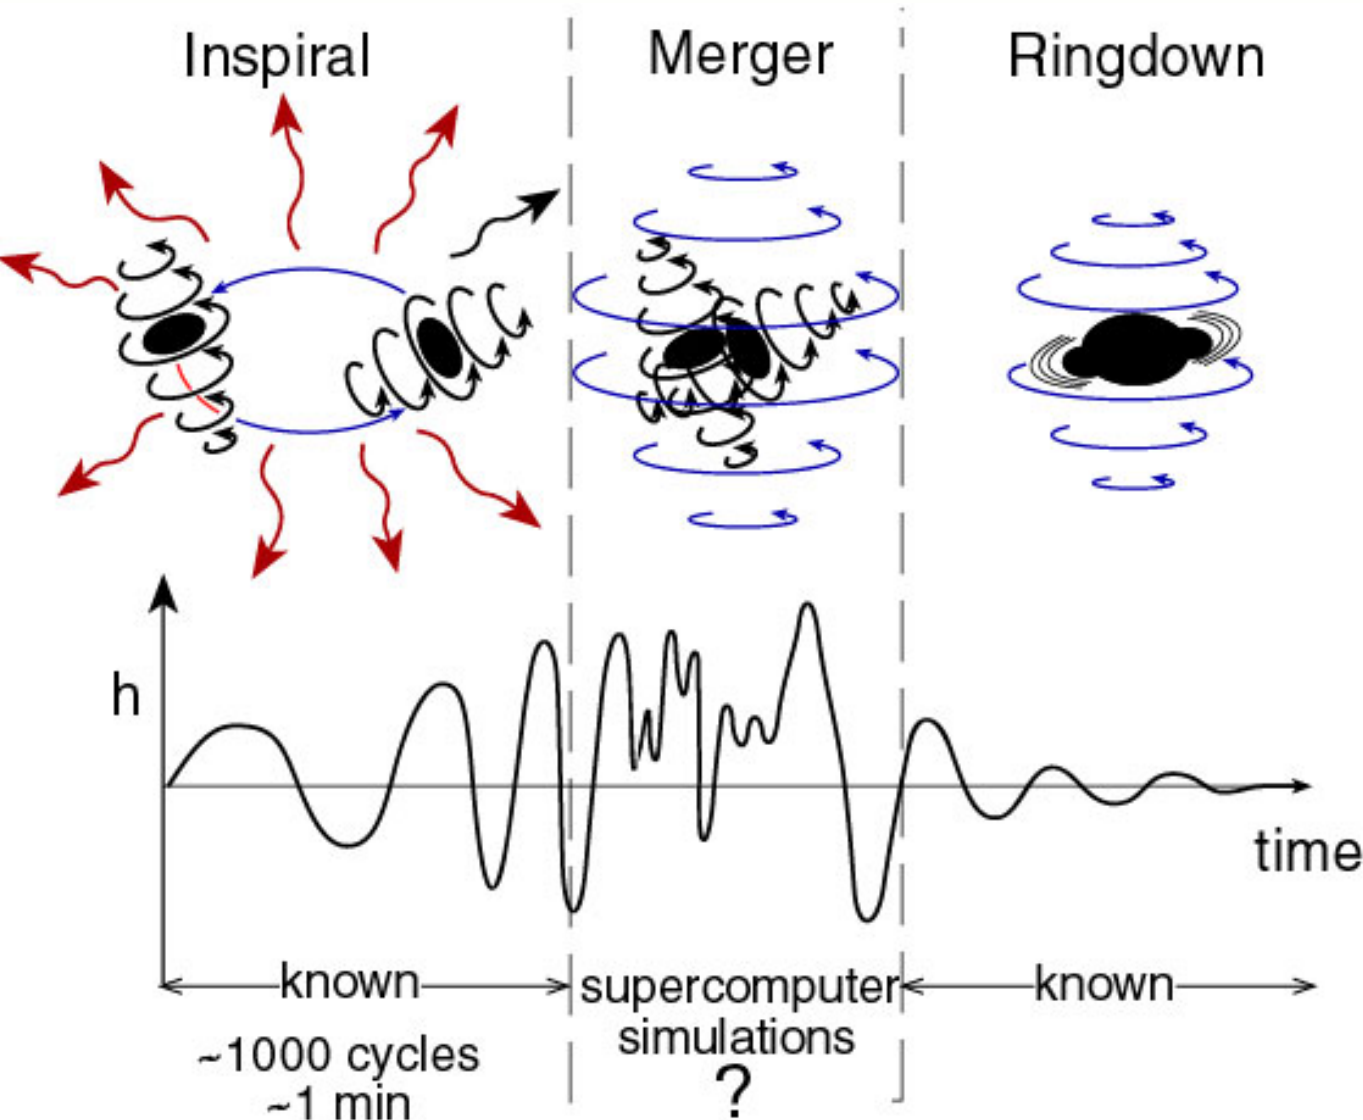 Inspiral
Merger
Ringdown
h
time
known
supercomputer
simulations
?
known
~1000 cycles
~1 min